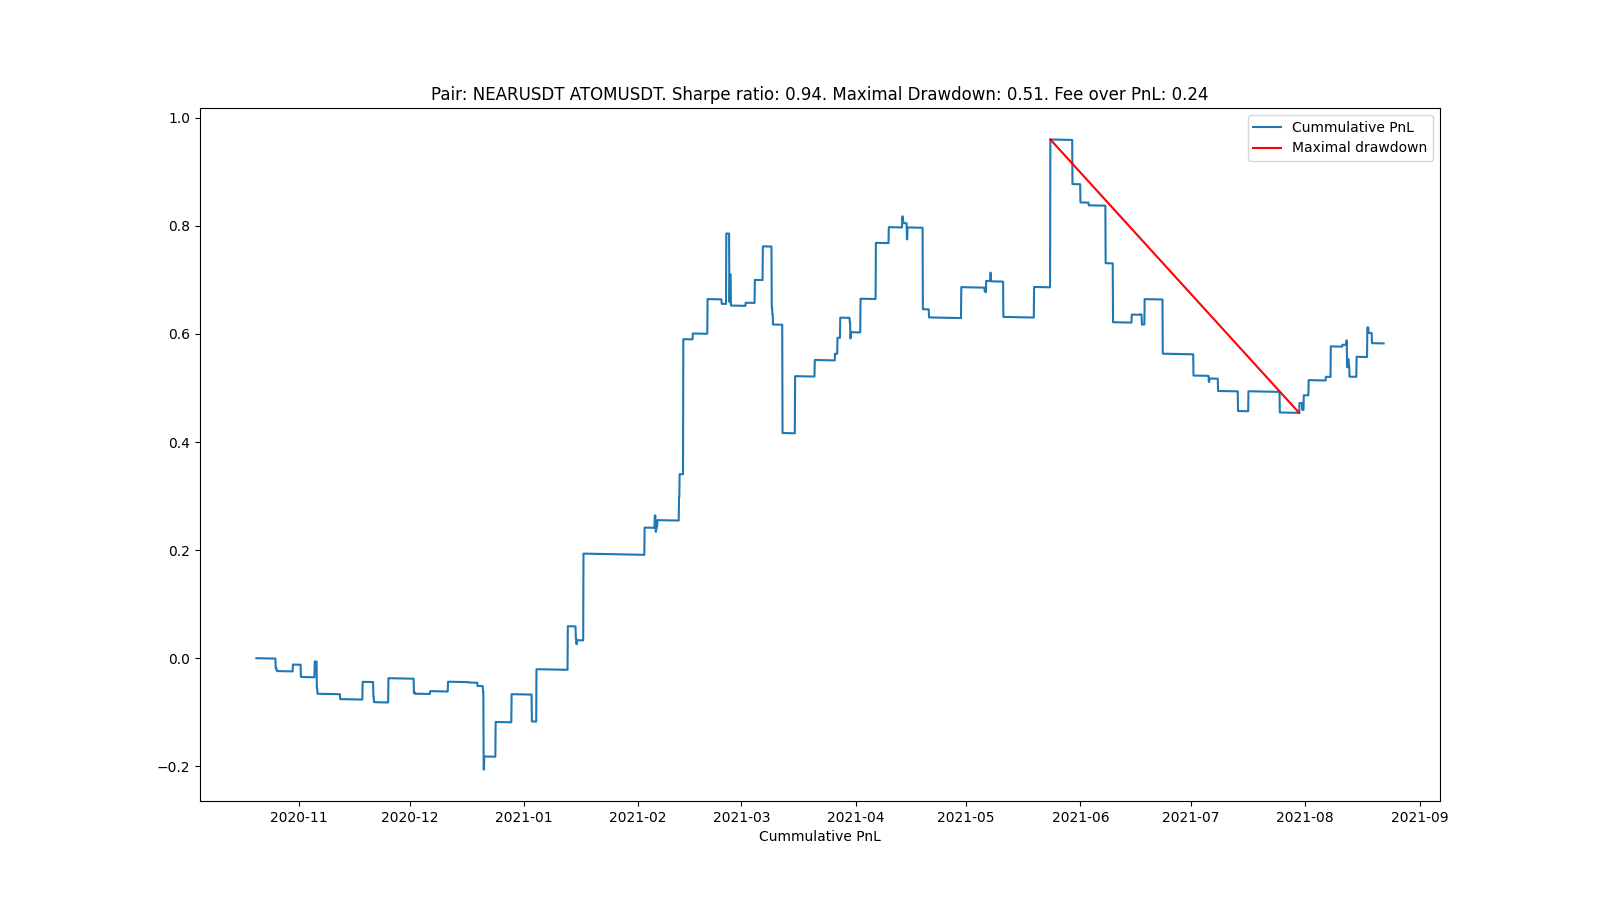 Pair: NEARUSDT ATOMUSDT. Sharpe ratio: 0.94. Maximal Drawdown: 0.51. Fee over PnL: 0.24
Cummulative PnL
Maximal drawdown
1.0
0.8
0.6
0.4
0.2
0.0
−0.2
2020-11 2020-12 2021-01 2021-02 2021-03 2021-04 2021-05 2021-06 2021-07 2021-08 2021-09
Cummulative PnL